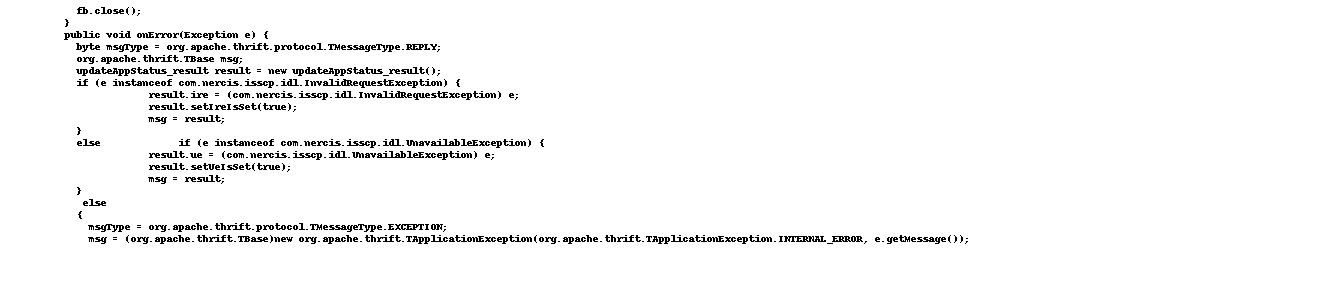 fb.close();
}
public void onError(Exception e) {
byte msgType = org.apache.thrift.protocol.TMessageType.REPLY;
org.apache.thrift.TBase msg;
updateAppStatus_result result = new updateAppStatus_result();
if (e instanceof com.nercis.isscp.idl.InvalidRequestException) {
result.ire = (com.nercis.isscp.idl.InvalidRequestException) e;
result.setIreIsSet(true);
msg = result;
}
else if (e instanceof com.nercis.isscp.idl.UnavailableException) {
result.ue = (com.nercis.isscp.idl.UnavailableException) e;
result.setUeIsSet(true);
msg = result;
}
else
{
msgType = org.apache.thrift.protocol.TMessageType.EXCEPTION;
msg = (org.apache.thrift.TBase)new org.apache.thrift.TApplicationException(org.apache.thrift.TApplicationException.INTERNAL_ERROR, e.getMessage());